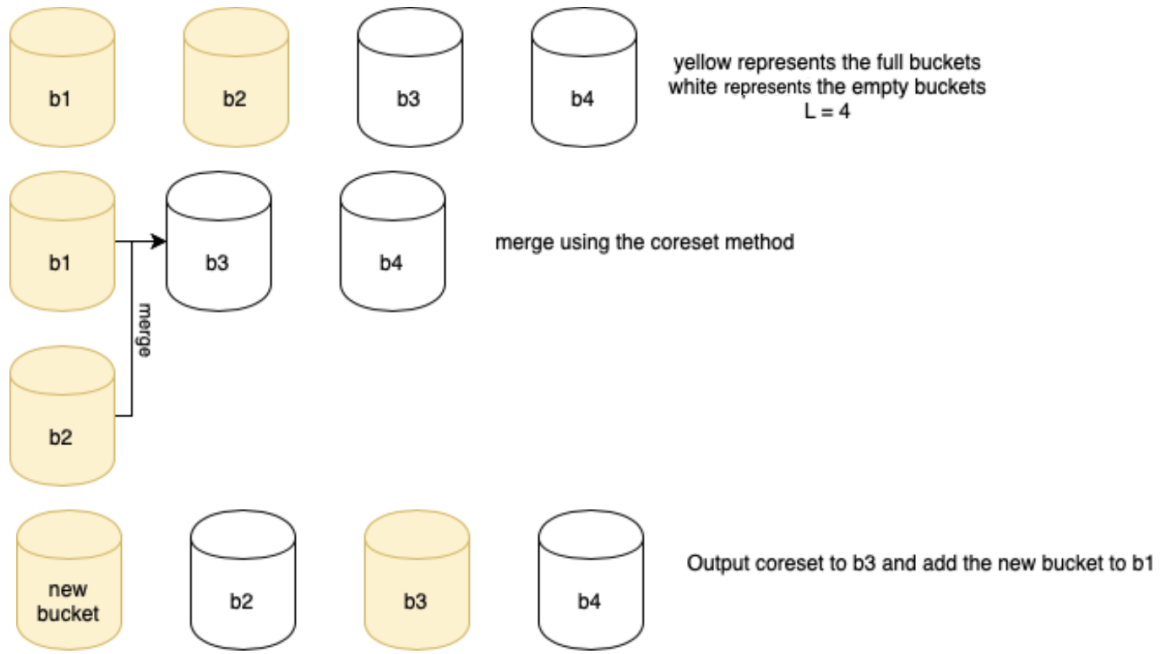 b1
b2
b3
b4
yellow represents the full buckets
white represents the empty buckets
L = 4
b1
b3
b4
merge using the coreset method
merge
b2
new
bucket
b2
b3
b4
Output coreset to b3 and add the new bucket to b1